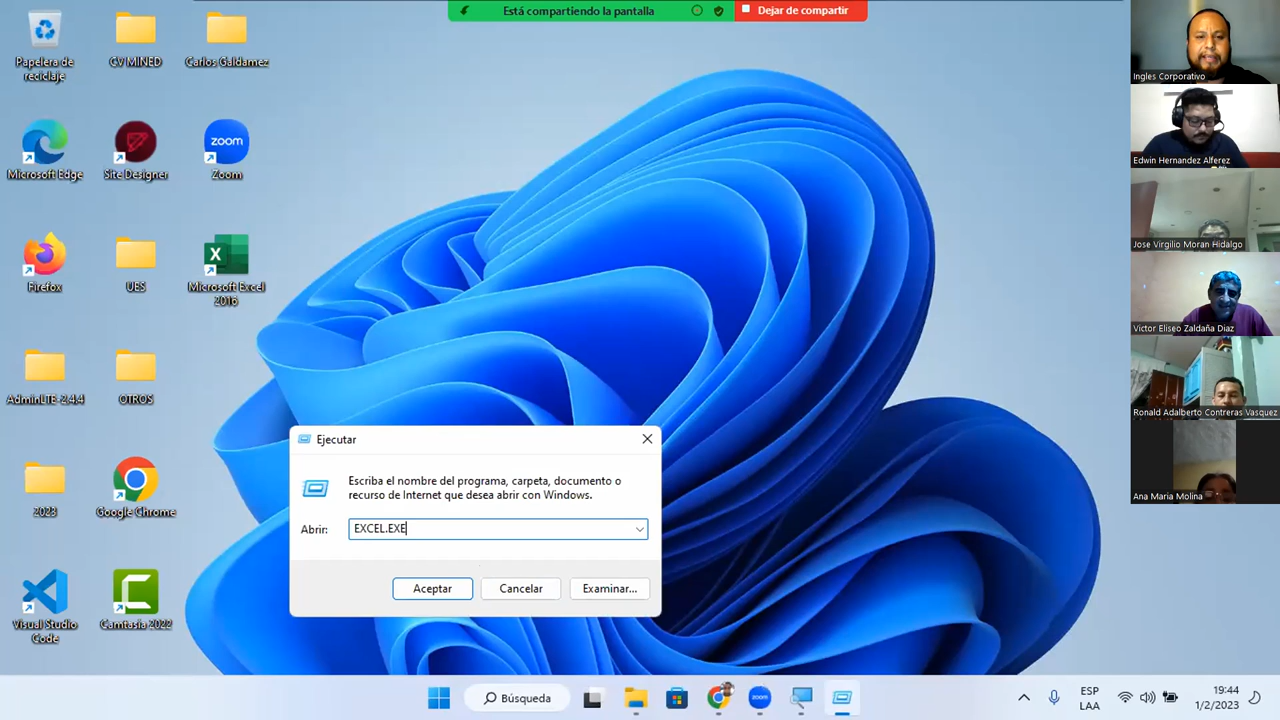 Está compartiendo la pantalla
Dejar de compartir
Papelera de
reciclaje
CV MINED
Carlos Galdamez
Microsoft Edge
Site Designer
zoom
Zoom
Firefox
UES
X
Microsoft Excel
2016
AdminLTE-2.4.4
OTROS
2023
Google Chrome
Visual Studio
Code
C
Camtasia 2022
Ejecutar
Escriba el nombre del programa, carpeta, documento o
recurso de Internet que desea abrir con Windows.
Abrir:
EXCEL.EXE
Aceptar
Cancelar
Examinar...
Ingles Corporativo
Edwin Hernandez Alferez
Jose Virgilio Moran Hidalgo
Victor Eliseo Zaldaña Diaz
Ronald Adalberto Contreras Vasquez
Ana Maria Molina
Búsqueda
zoom
ESP
LAA
19:44
1/2/2023